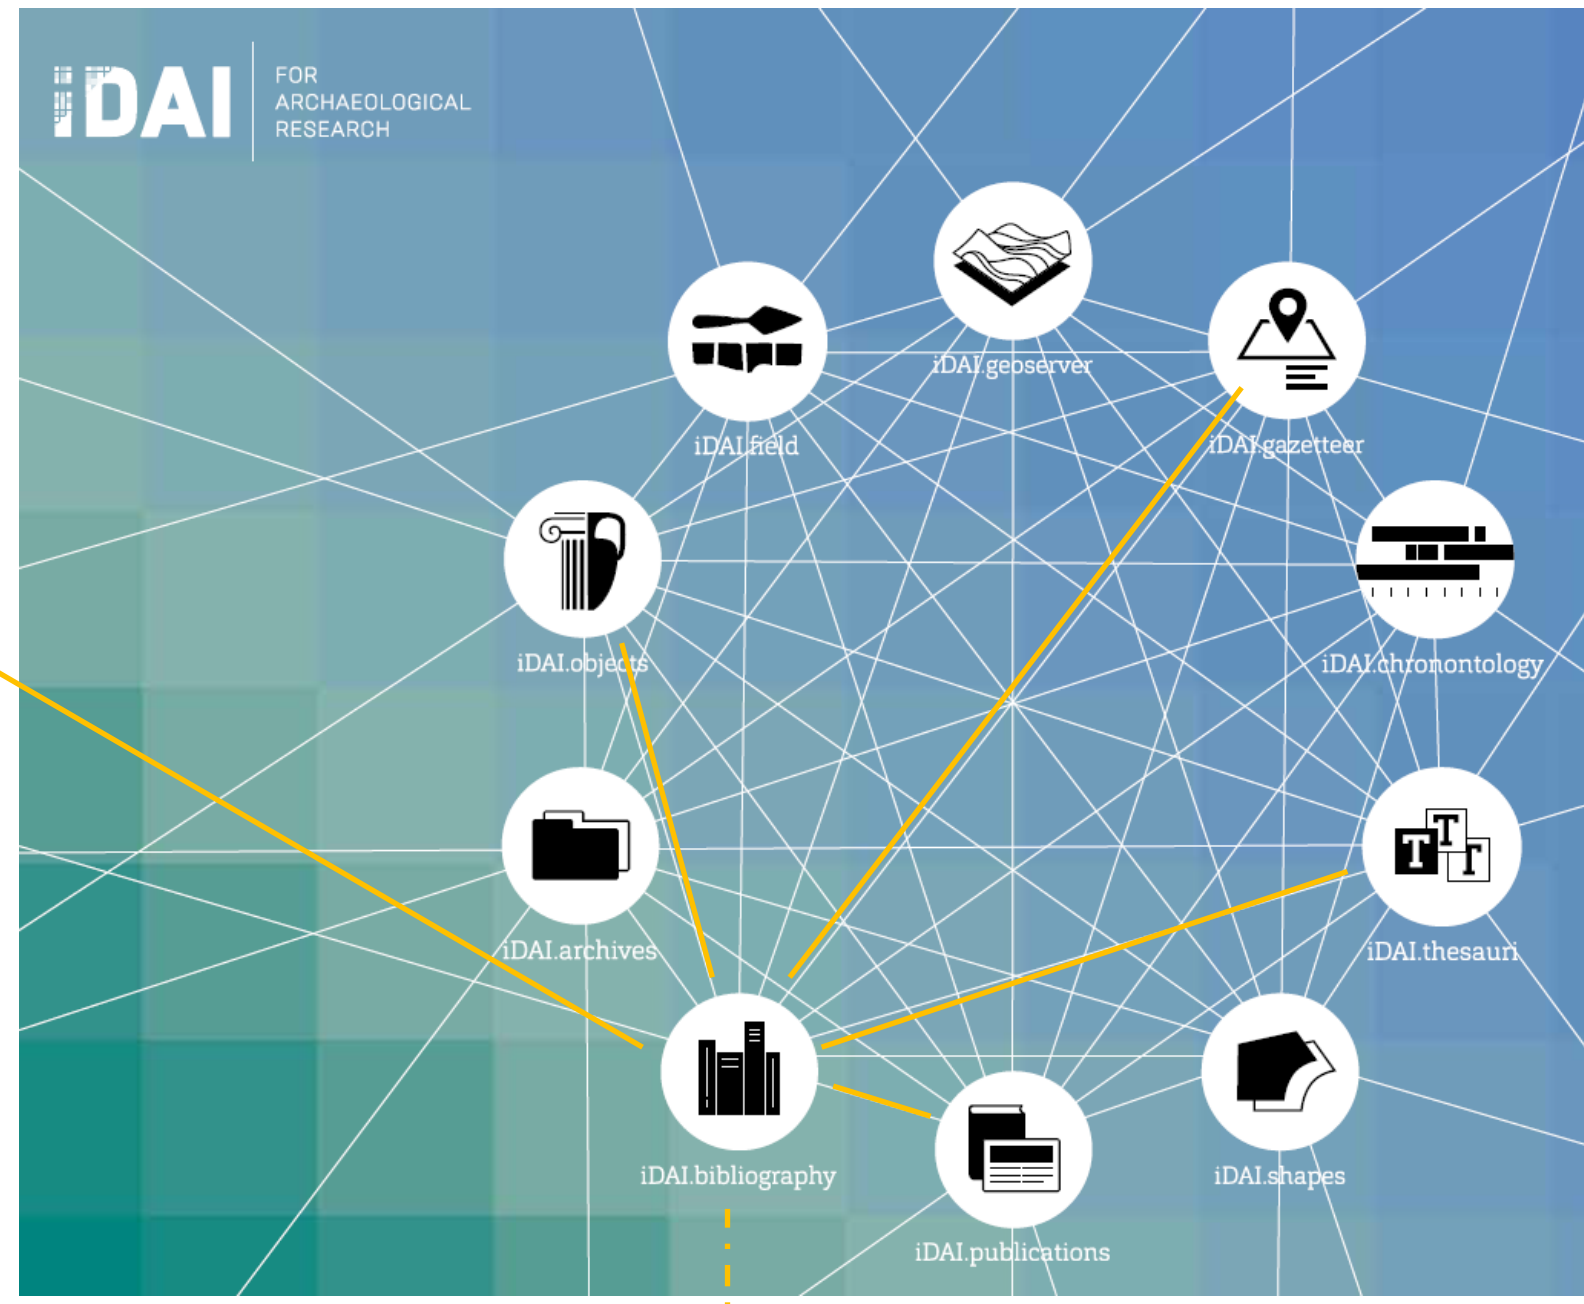 iDAI
FOR
ARCHAEOLOGICAL
RESEARCH
iDAI.geoserver
iDAI.field
iDAI.gazetteer
iDAI.objects
iDAI.chronontology
T T T
iDAI.archives
iDAI.thesauri
iDAI.bibliography
iDAI.shapes
iDAI.publications